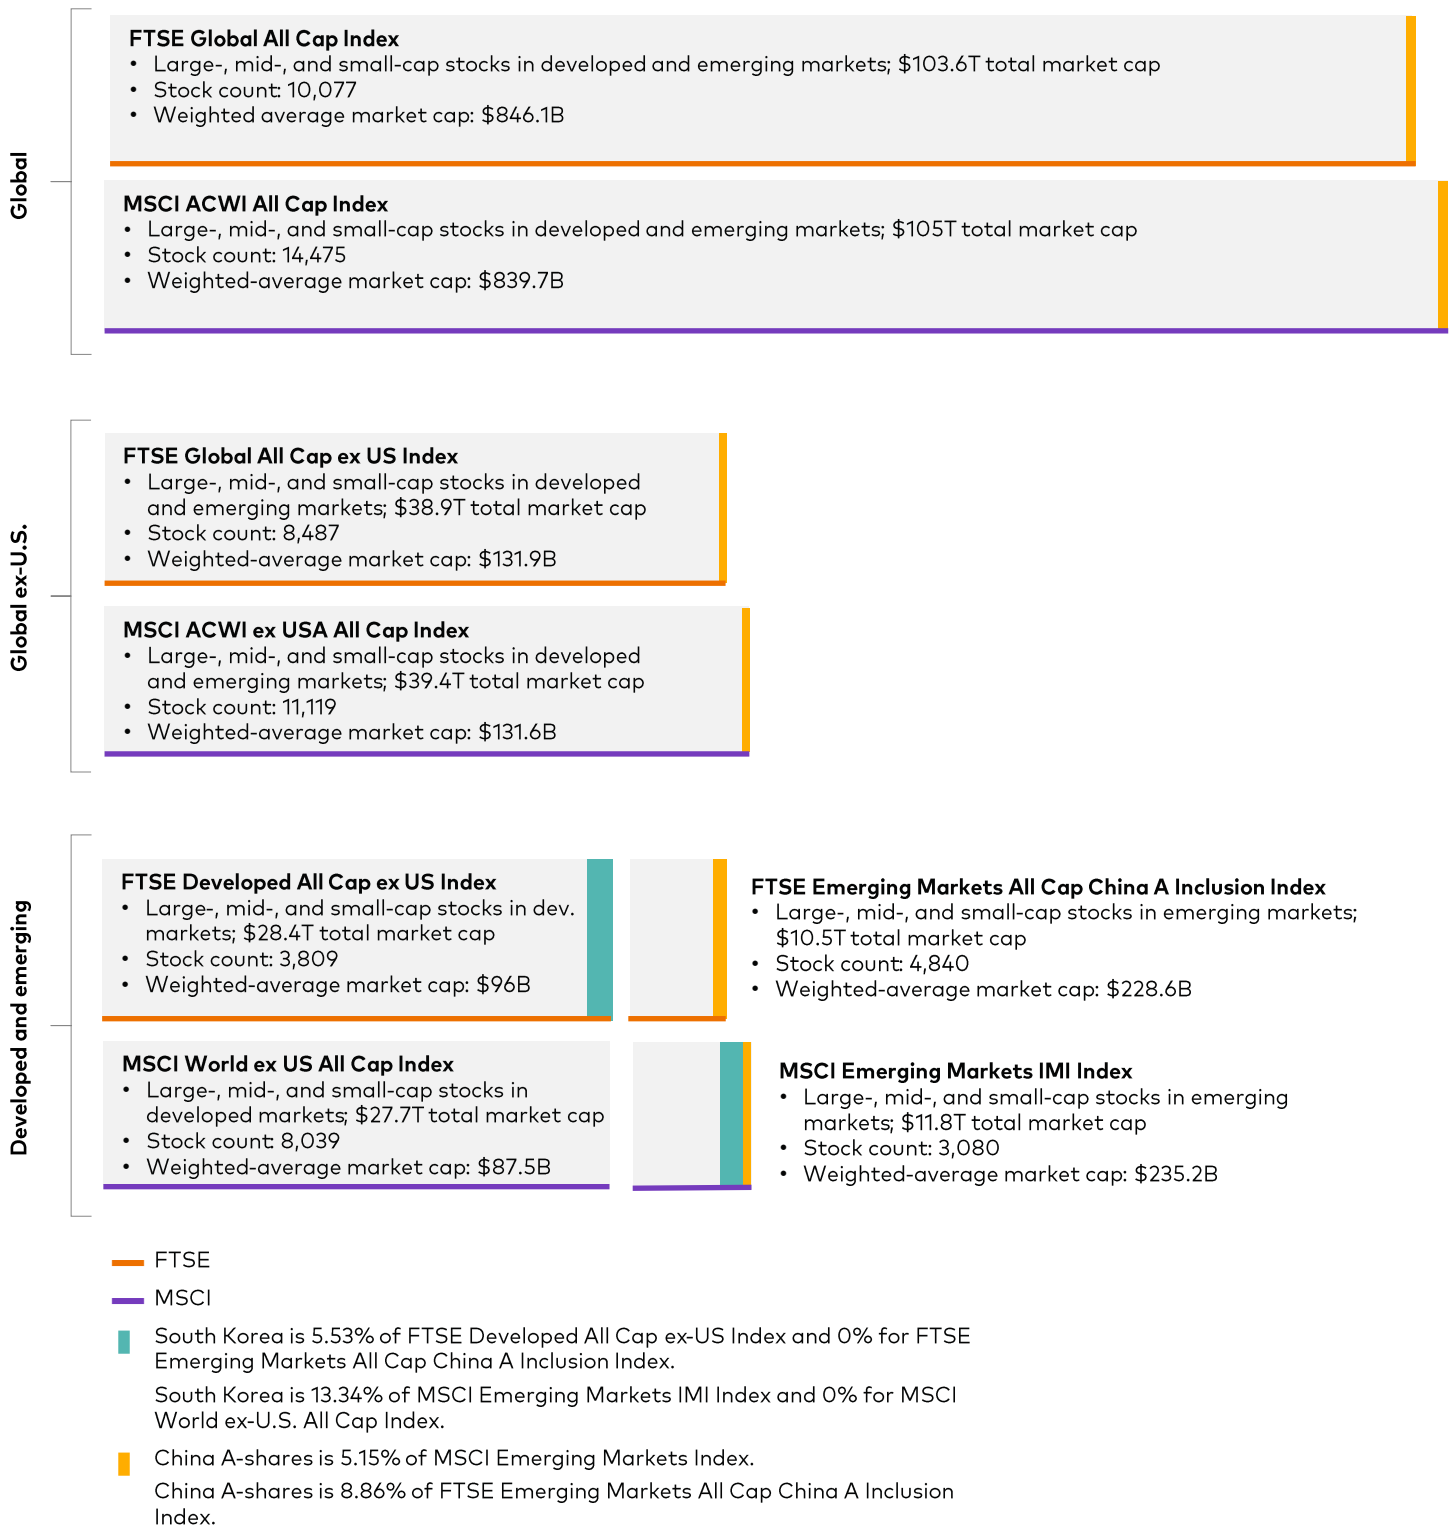 Global
FTSE Global All Cap Index
• Large-, mid-, and small-cap stocks in developed and emerging markets; $103.6T total market cap
• Stock count: 10,077
• Weighted average market cap: $846.1B
MSCI ACWI All Cap Index
• Large-, mid-, and small-cap stocks in developed and emerging markets; $105T total market cap
• Stock count: 14,475
• Weighted-average market cap: $839.7B
Global ex-U.S.
FTSE Global All Cap ex US Index
• Large-, mid-, and small-cap stocks in developed
and emerging markets; $38.9T total market cap
• Stock count: 8,487
• Weighted-average market cap: $131.9B
MSCI ACWI ex USA All Cap Index
• Large-, mid-, and small-cap stocks in developed
and emerging markets; $39.4T total market cap
• Stock count: 11,119
• Weighted-average market cap: $131.6B
Developed and emerging
FTSE Developed All Cap ex US Index
• Large-, mid-, and small-cap stocks in dev.
markets; $28.4T total market cap
• Stock count: 3,809
• Weighted-average market cap: $96B
FTSE Emerging Markets All Cap China A Inclusion Index
• Large-, mid-, and small-cap stocks in emerging markets;
$10.5T total market cap
• Stock count: 4,840
• Weighted-average market cap: $228.6B
MSCI World ex US All Cap Index
• Large-, mid-, and small-cap stocks in
developed markets; $27.7T total market cap
• Stock count: 8,039
• Weighted-average market cap: $87.5B
MSCI Emerging Markets IMI Index
• Large-, mid-, and small-cap stocks in emerging
markets; $11.8T total market cap
• Stock count: 3,080
• Weighted-average market cap: $235.2B
FTSE
MSCI
South Korea is 5.53% of FTSE Developed All Cap ex-US Index and 0% for FTSE
Emerging Markets All Cap China A Inclusion Index.
South Korea is 13.34% of MSCI Emerging Markets IMI Index and 0% for MSCI
World ex-U.S. All Cap Index.
China A-shares is 5.15% of MSCI Emerging Markets Index.
China A-shares is 8.86% of FTSE Emerging Markets All Cap China A Inclusion
Index.